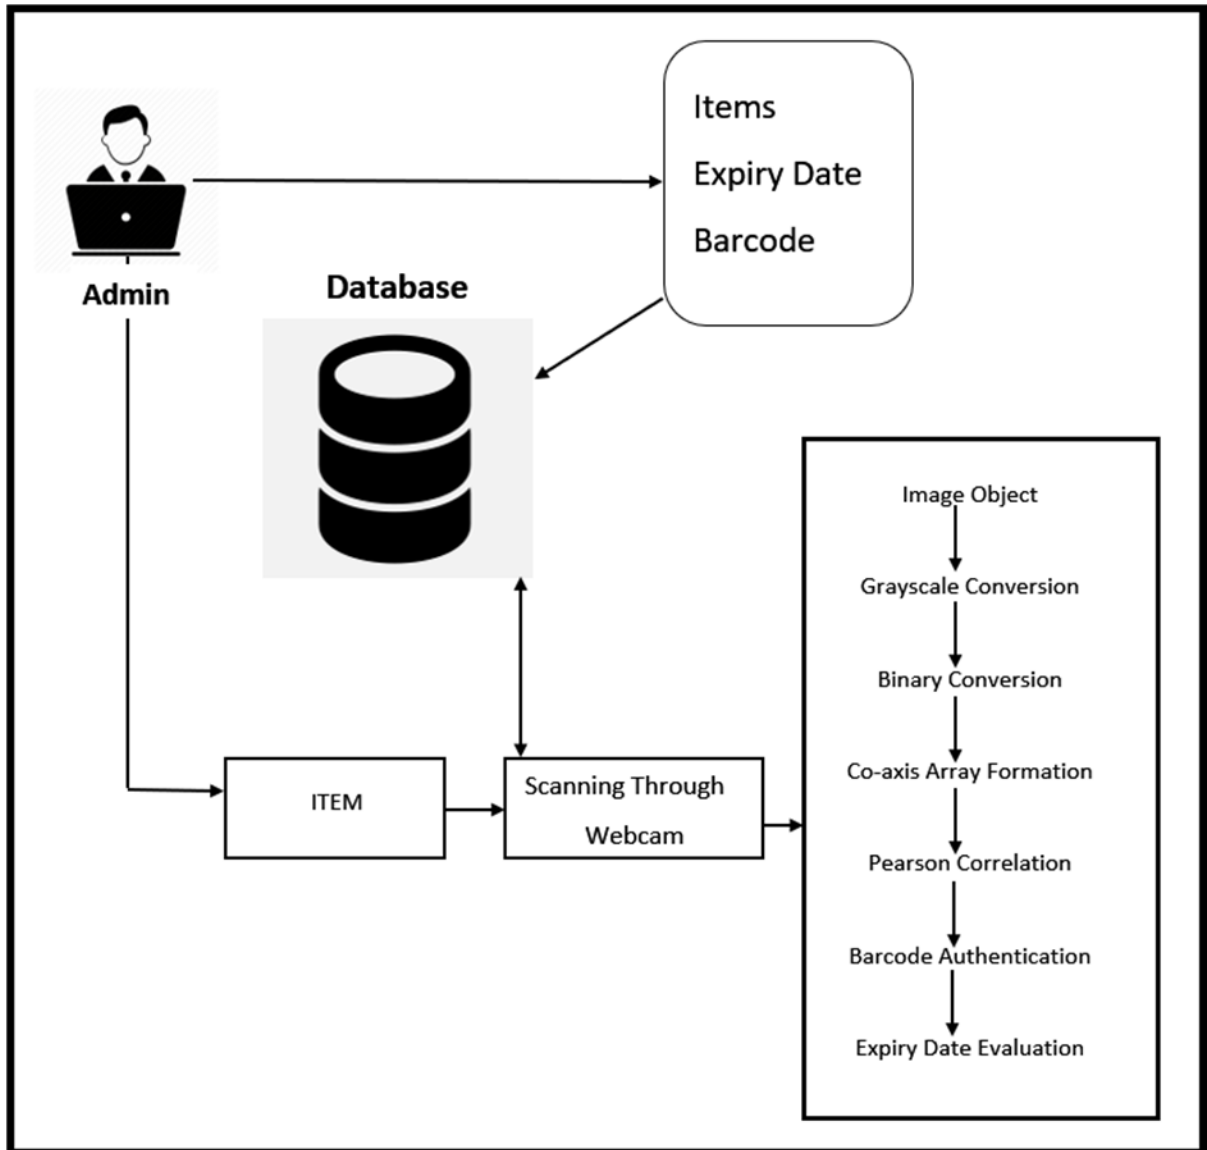 Items
Expiry Date
Barcode
Admin
Database
Image Object
Grayscale Conversion
Binary Conversion
Co-axis Array Formation
Pearson Correlation
Barcode Authentication
Expiry Date Evaluation
ITEM
Scanning Through
Webcam